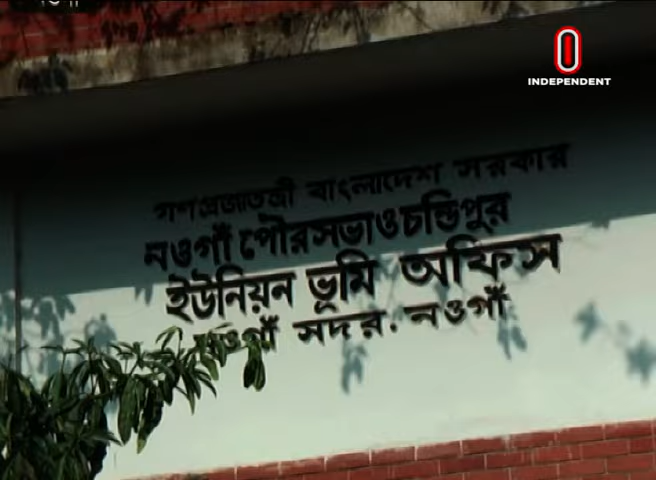 INDEPENDENT
গণপ্রজাতন্ত্রী বাংলাদেশ সরকার
নওগাঁ পৌরসভাওচন্ডিপুর
ইউনিয়ন ভূমি অফিস
নওগাঁ সদর. নওগাঁ